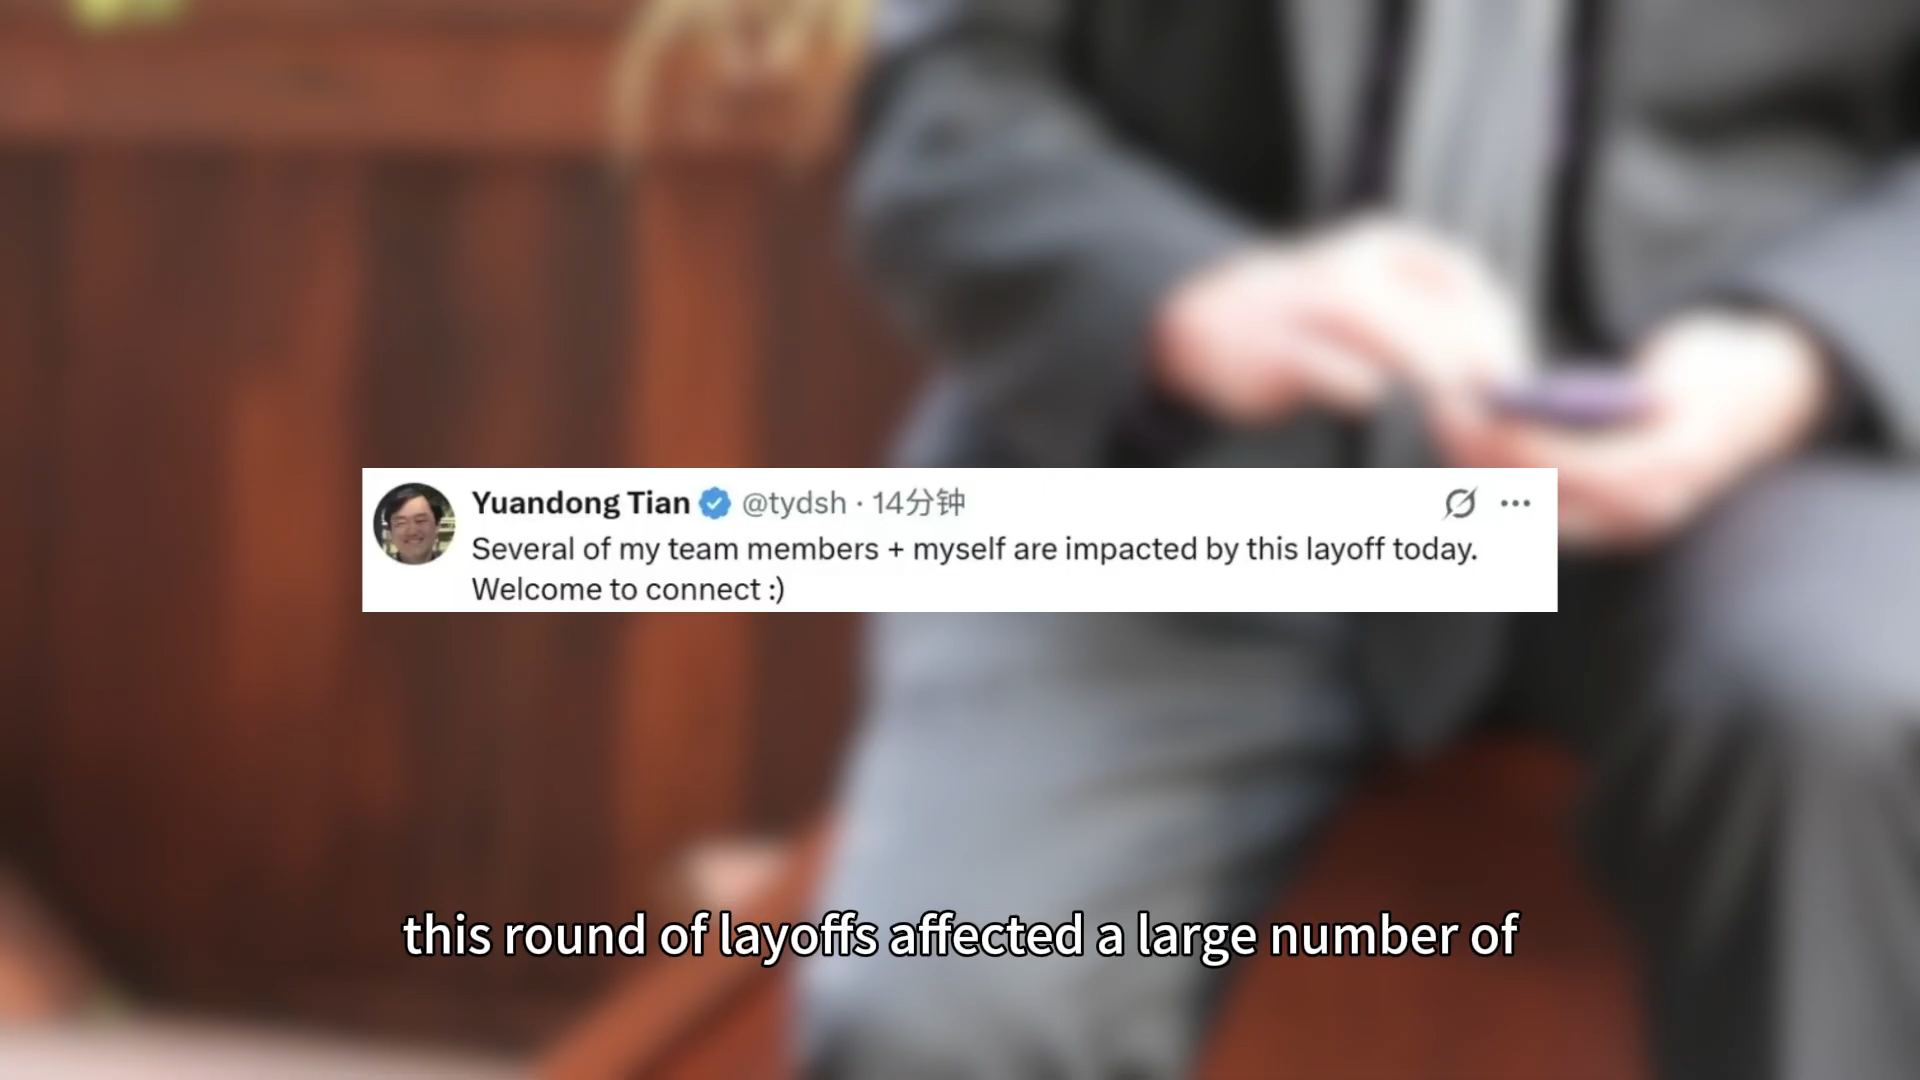 Yuandong Tian @tydsh · 14分钟
Several of my team members + myself are impacted by this layoff today.
Welcome to connect :)
this round of layoffs affected a large number of